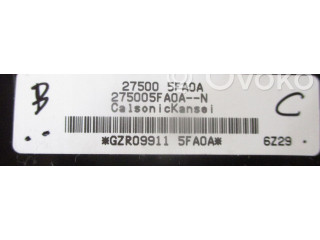 27500 5FA0A
275005FA0A--N
CalsonicKansei
B
C
*GZR09911 5FA0A*
6Z29
Ovoko